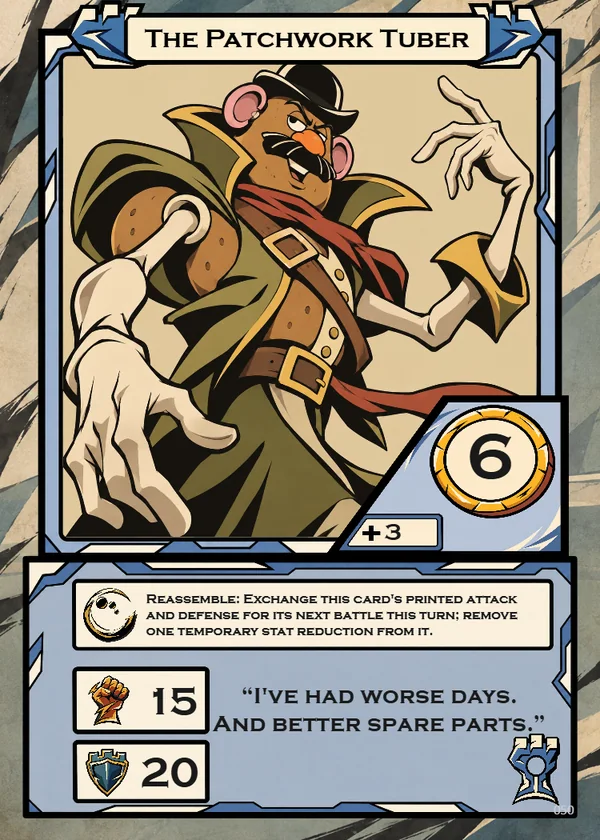 The Patchwork Tuber
6
+3
Reassemble: Exchange this card's printed attack
and defense for its next battle this turn; remove
one temporary stat reduction from it.
15
“I've had worse days.
And better spare parts.”
20
050